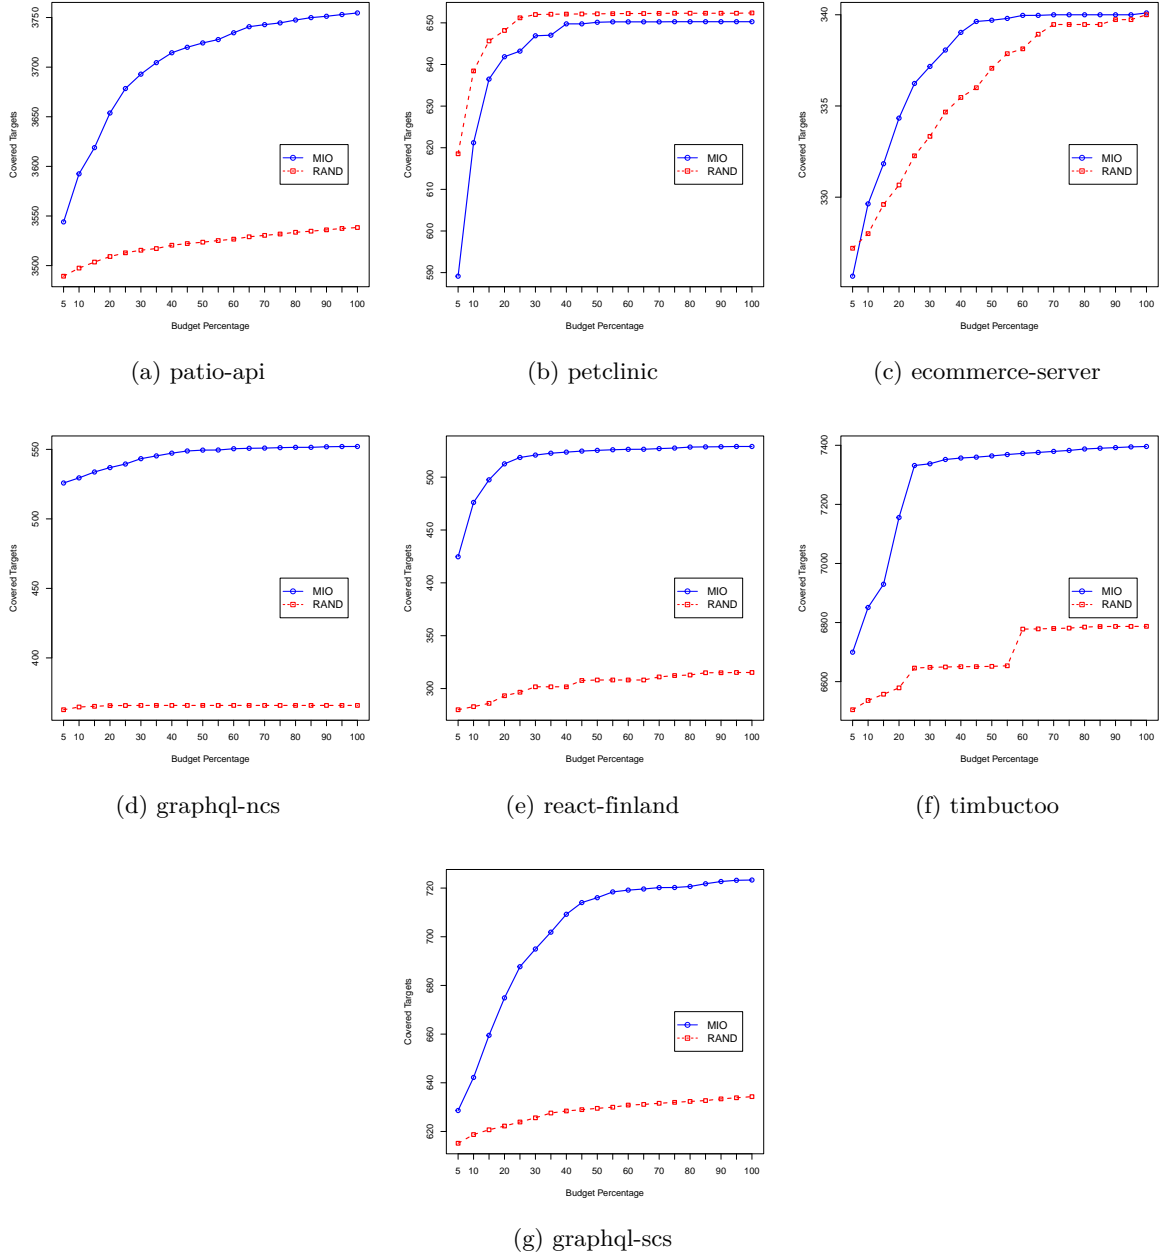 3500 3550 3600 3650 3700 3750
Covered Targets
MIO
RAND
5 10 20 30 40 50 60 70 80 90 100
Budget Percentage
(a) patio-api
590 600 610 620 630 640 650
Covered Targets
MIO
RAND
5 10 20 30 40 50 60 70 80 90 100
Budget Percentage
(b) petclinic
330 335 340
Covered Targets
MIO
RAND
5 10 20 30 40 50 60 70 80 90 100
Budget Percentage
(c) ecommerce-server
400 450 500 550
Covered Targets
MIO
RAND
5 10 20 30 40 50 60 70 80 90 100
Budget Percentage
(d) graphql-ncs
300 350 400 450 500
Covered Targets
MIO
RAND
5 10 20 30 40 50 60 70 80 90 100
Budget Percentage
(e) react-finland
6600 6800 7000 7200 7400
Covered Targets
MIO
RAND
5 10 20 30 40 50 60 70 80 90 100
Budget Percentage
(f) timbuctoo
620 640 660 680 700 720
Covered Targets
MIO
RAND
5 10 20 30 40 50 60 70 80 90 100
Budget Percentage
(g) graphql-scs